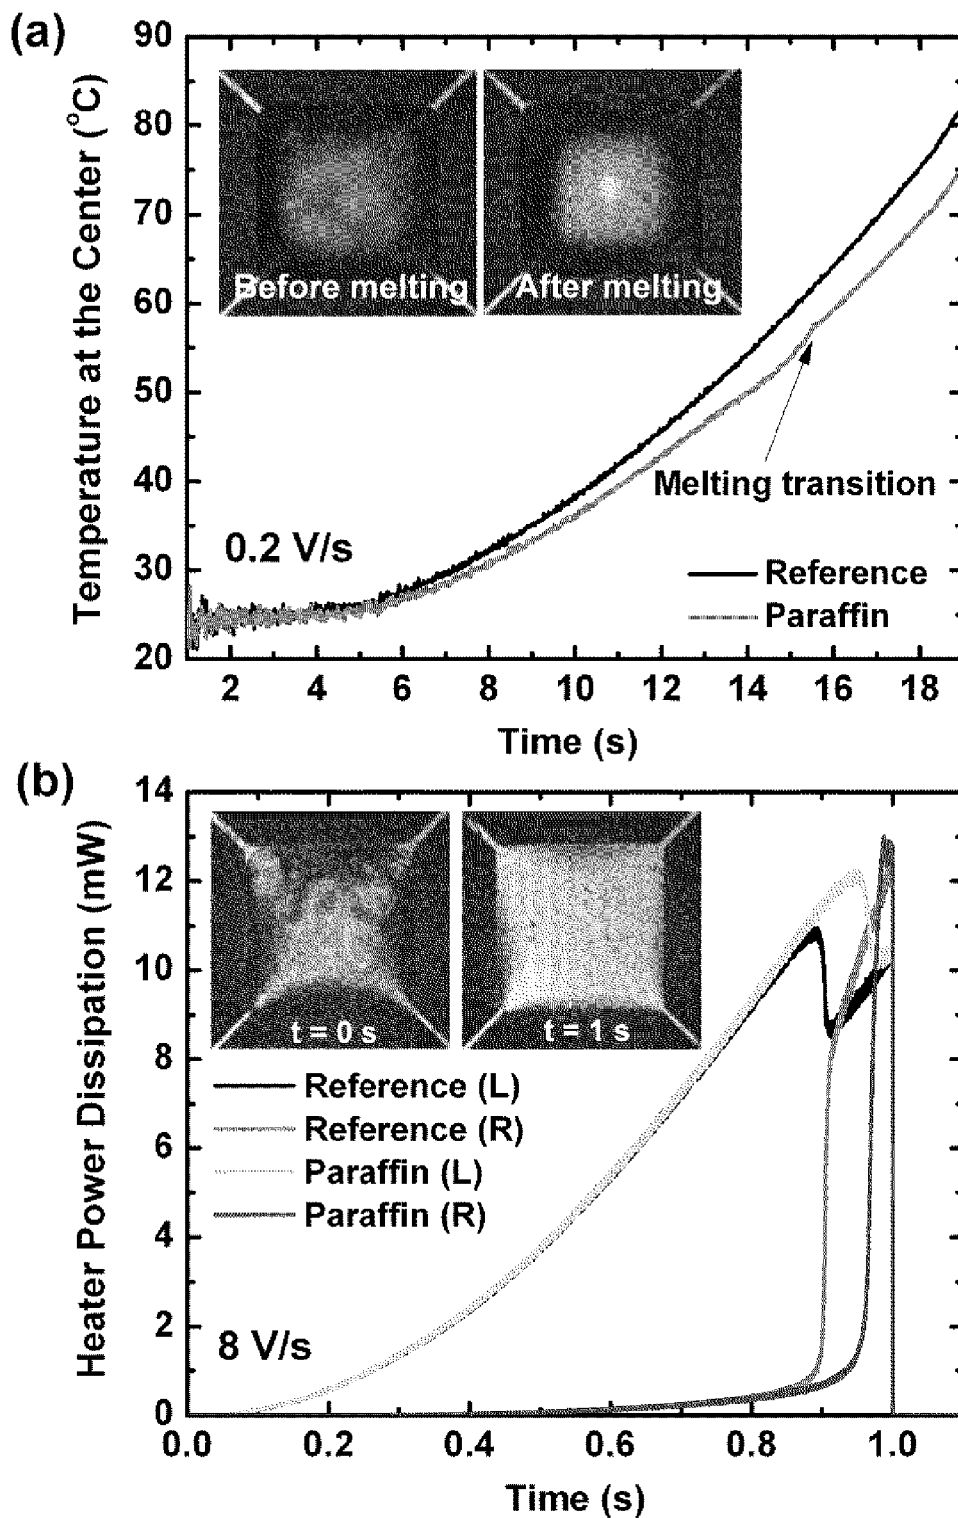 (a)
90
80
70
60
50
40
30
20
Temperature at the Center (°C)
Before melting
After melting
Melting transition
0.2 V/s
Reference
Paraffin
2 4 6 8 10 12 14 16 18
Time (s)
(b)
14
12
10
8
6
4
2
0
Heater Power Dissipation (mW)
t = 0 s
t = 1 s
Reference (L)
Reference (R)
Paraffin (L)
Paraffin (R)
8 V/s
0.0 0.2 0.4 0.6 0.8 1.0
Time (s)